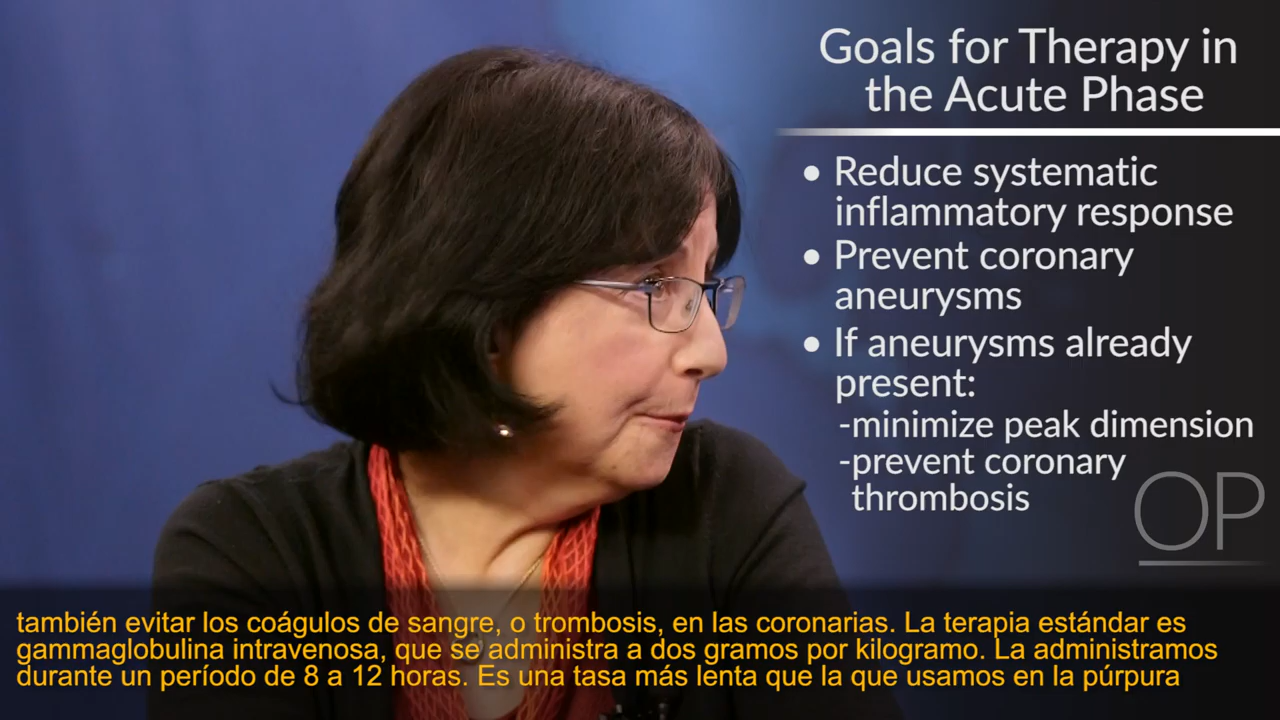 Goals for Therapy in
the Acute Phase
• Reduce systematic
inflammatory response
• Prevent coronary
aneurysms
• If aneurysms already
present:
-minimize peak dimension
-prevent coronary
thrombosis
OP
también evitar los coágulos de sangre, o trombosis, en las coronarias. La terapia estándar es
gammaglobulina intravenosa, que se administra a dos gramos por kilogramo. La administramos
durante un período de 8 a 12 horas. Es una tasa más lenta que la que usamos en la púrpura